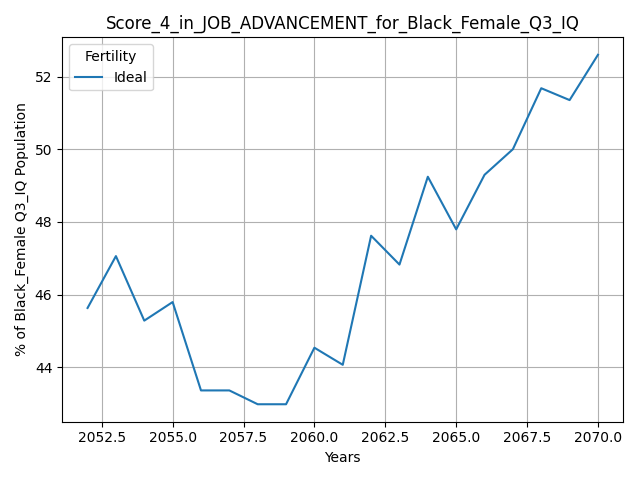 Score_4_in_JOB_ADVANCEMENT_for_Black_Female_Q3_IQ
Fertility
Ideal
% of Black_Female Q3_IQ Population
52
50
48
46
44
2052.5 2055.0 2057.5 2060.0 2062.5 2065.0 2067.5 2070.0
Years